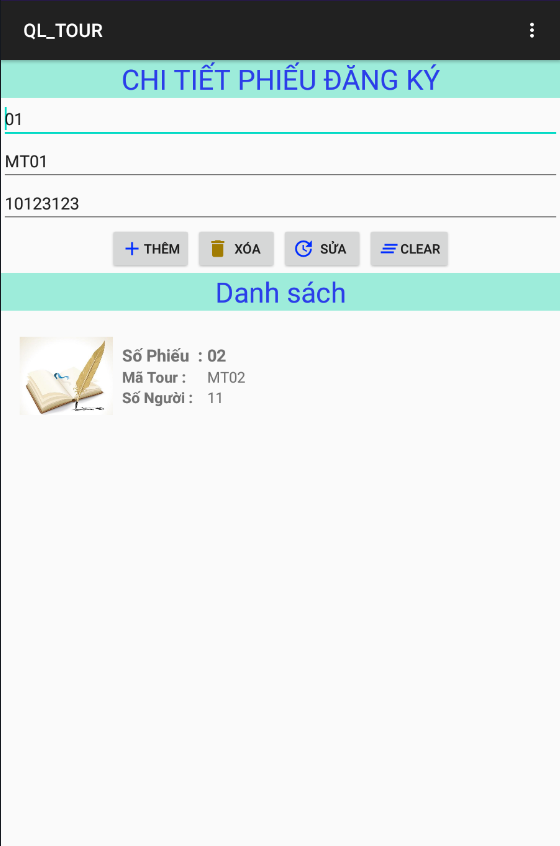 QL_TOUR
CHI TIẾT PHIẾU ĐĂNG KÝ
01
MT01
10123123
THÊM XÓA SỬA CLEAR
Danh sách
Số Phiếu : 02
Mã Tour : MT02
Số Người : 11